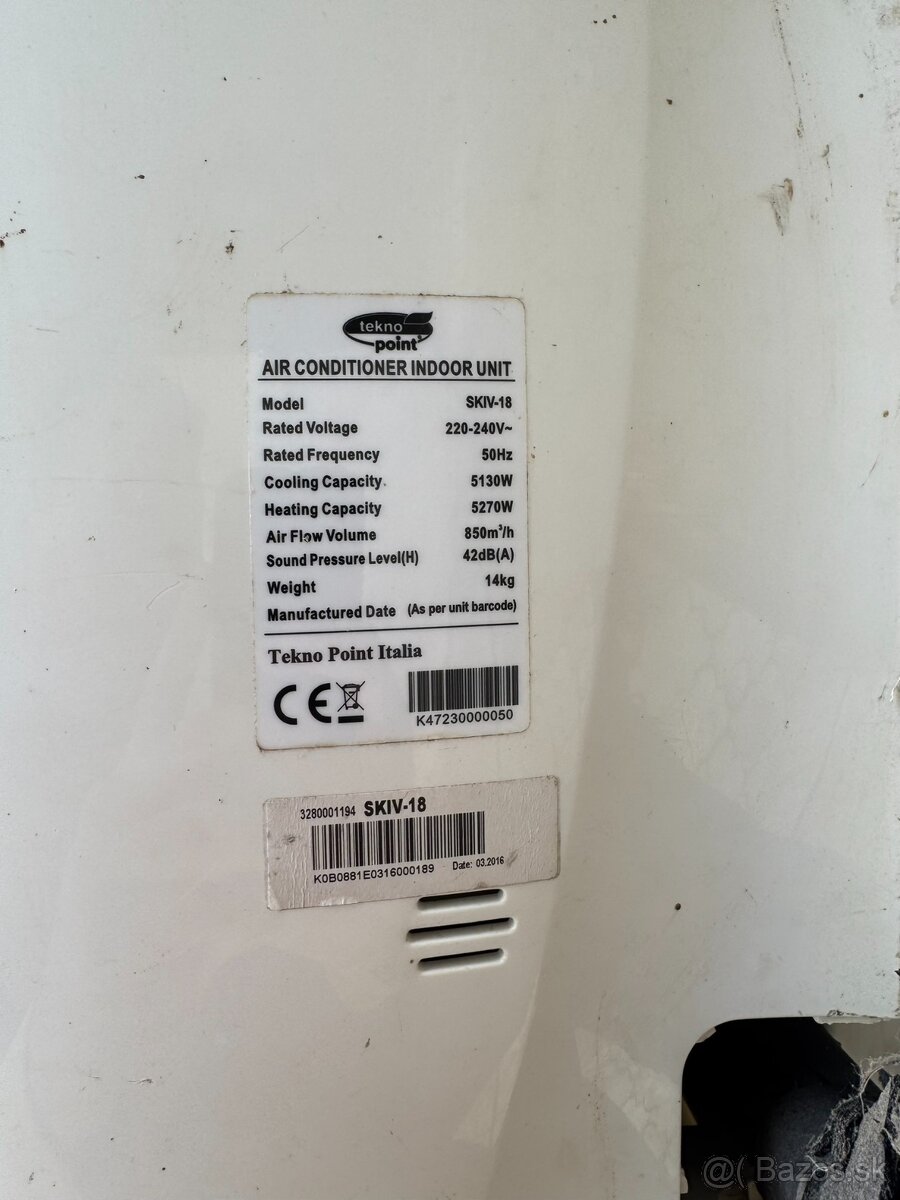 tekno
point
AIR CONDITIONER INDOOR UNIT
Model SKIV-18
Rated Voltage 220-240V~
Rated Frequency 50Hz
Cooling Capacity 5130W
Heating Capacity 5270W
Air Flow Volume 850m³/h
Sound Pressure Level(H) 42dB(A)
Weight 14kg
Manufactured Date (As per unit barcode)
Tekno Point Italia
CE
K47230000050
3280001194 SKIV-18
K0B0881E0316000189 Date: 03.2016
@( Bazos.sk